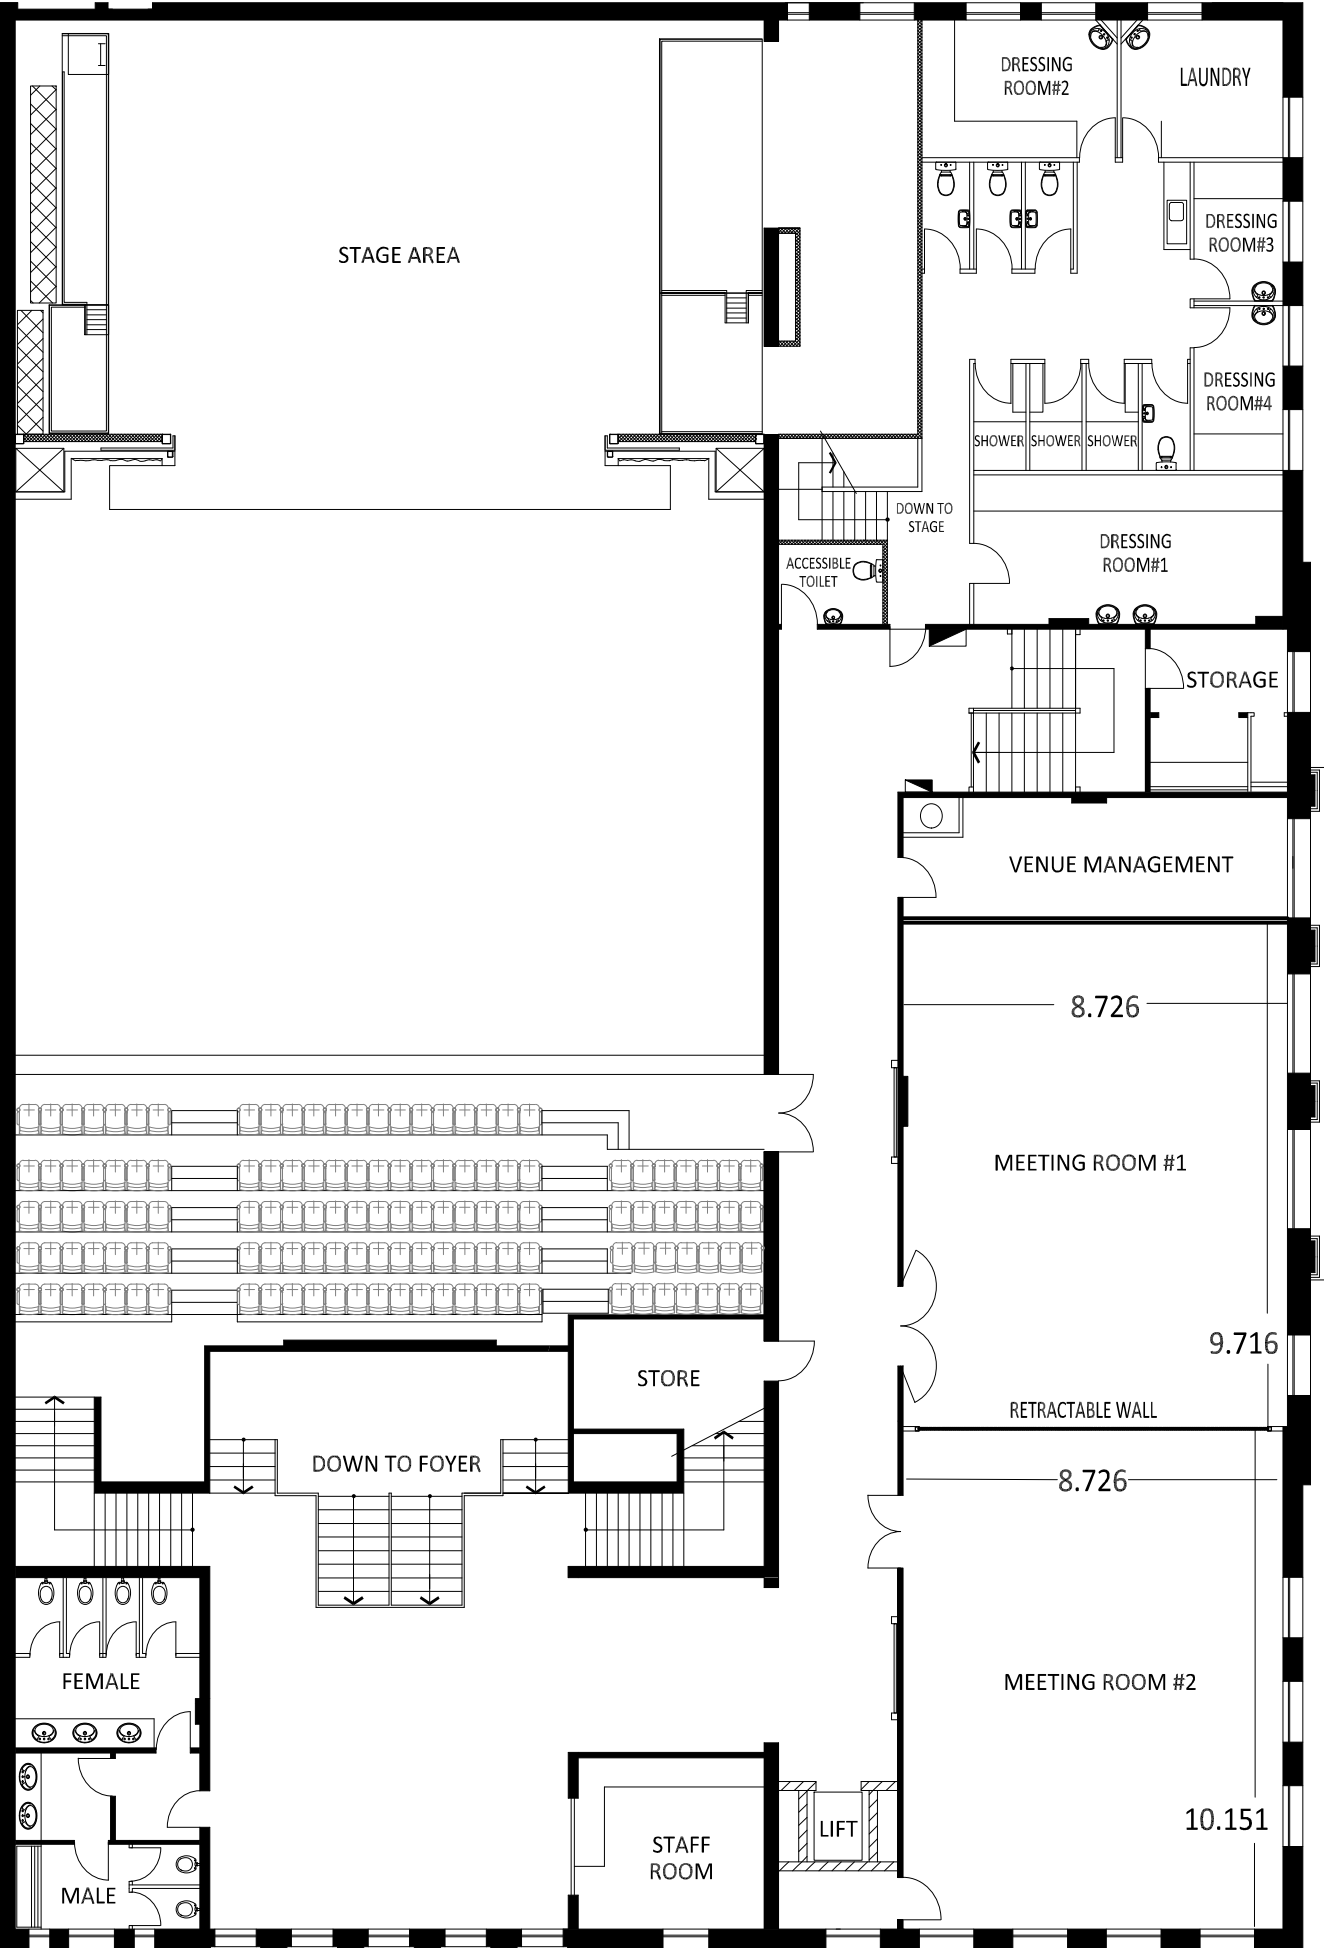 DRESSING
ROOM#2
LAUNDRY
STAGE AREA
DRESSING
ROOM#3
DRESSING
ROOM#4
SHOWER
SHOWER
SHOWER
DOWN TO
STAGE
DRESSING
ROOM#1
ACCESSIBLE
TOILET
STORAGE
VENUE MANAGEMENT
8.726
MEETING ROOM #1
9.716
STORE
RETRACTABLE WALL
DOWN TO FOYER
8.726
FEMALE
MEETING ROOM #2
10.151
LIFT
STAFF
ROOM
MALE